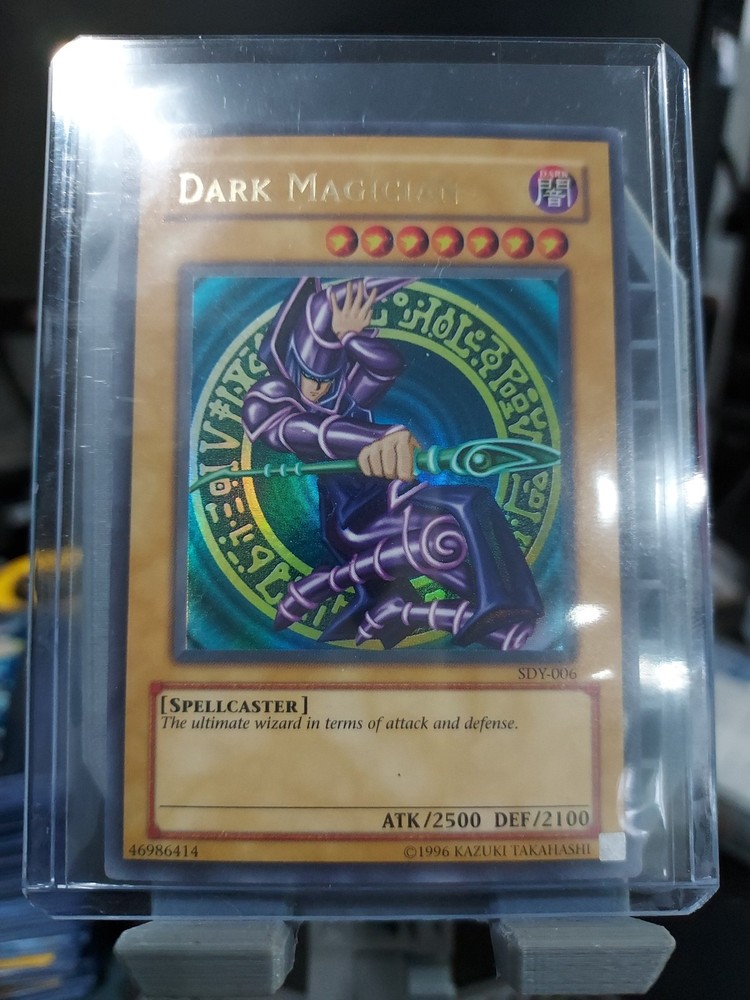 DARK MAGICIAN
DARK
闇
SDY-006
[SPELLCASTER]
The ultimate wizard in terms of attack and defense.
ATK/2500 DEF/2100
46986414
©1996 KAZUKI TAKAHASHI